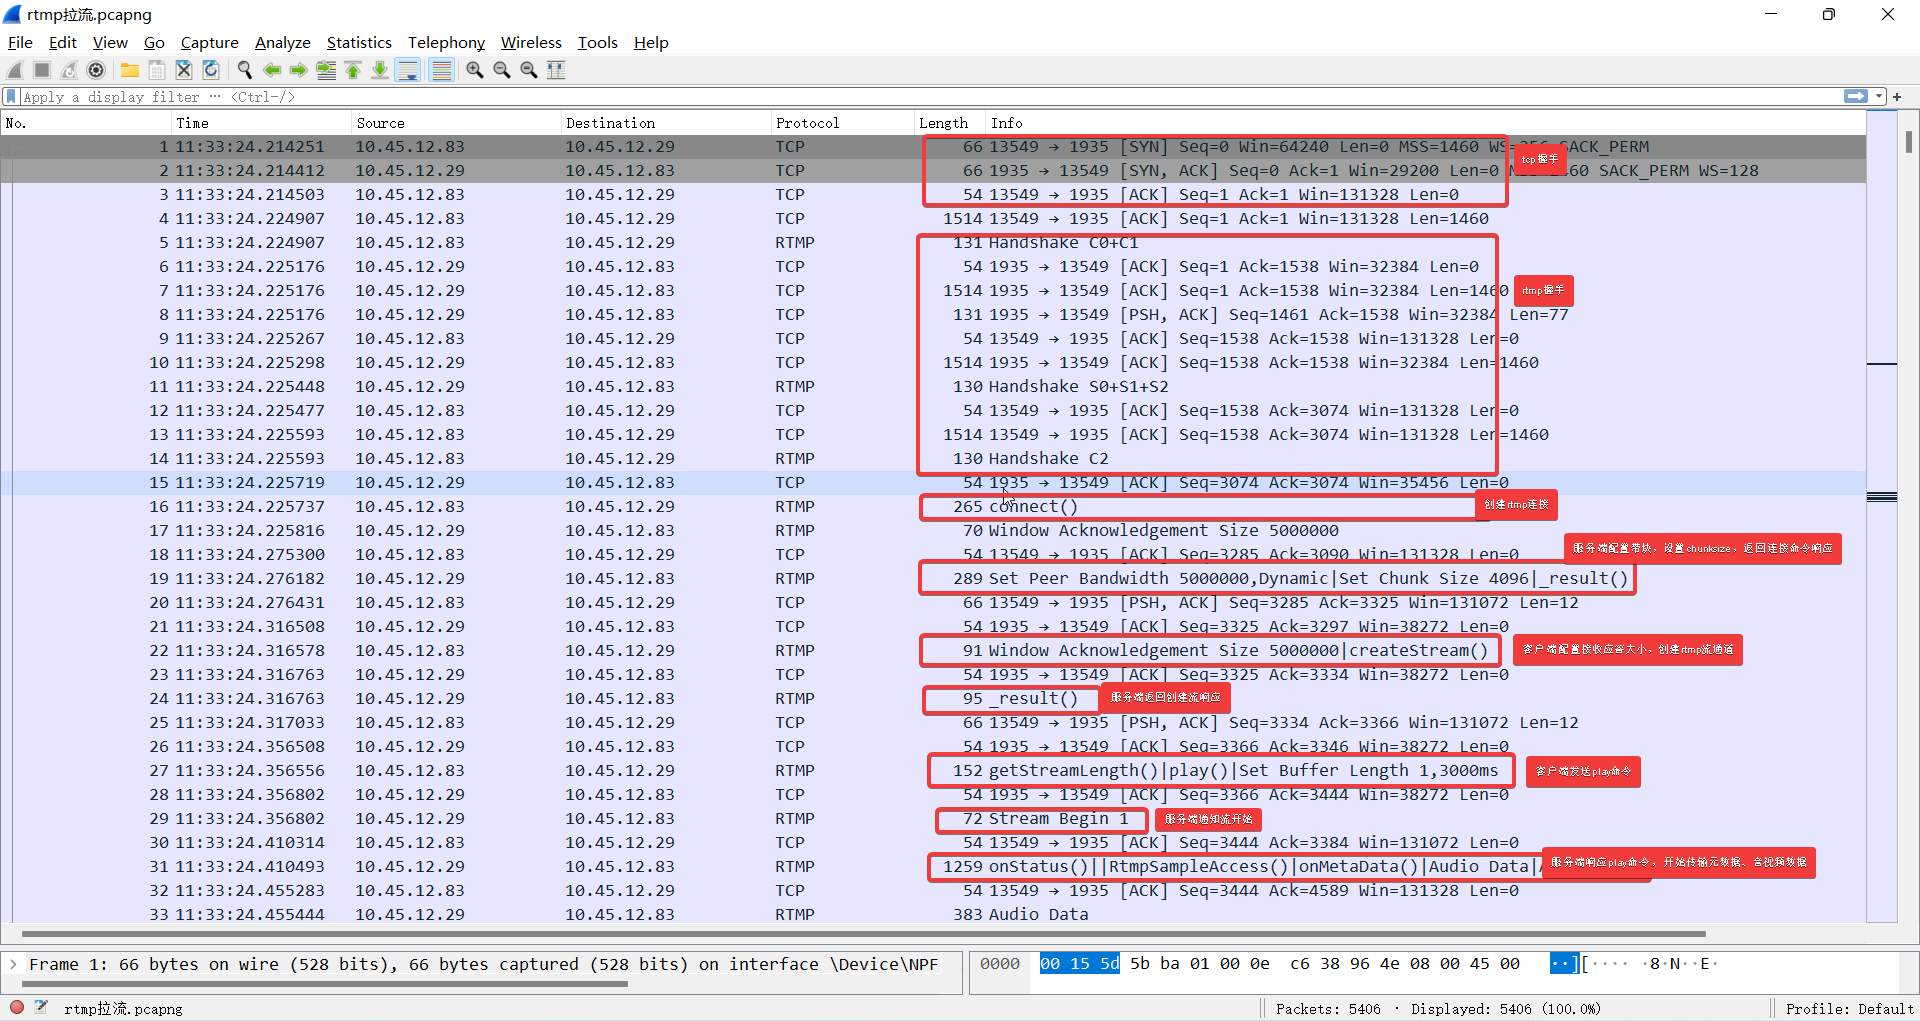 rtmp拉流.pcapng
File Edit View Go Capture Analyze Statistics Telephony Wireless Tools Help
Apply a display filter … <Ctrl-/>
No. Time Source Destination Protocol Length Info
1 11:33:24.214251 10.45.12.83 10.45.12.29 TCP 66 13549 → 1935 [SYN] Seq=0 Win=64240 Len=0 MSS=1460 WS=256 SACK_PERM
tcp握手
2 11:33:24.214412 10.45.12.29 10.45.12.83 TCP 66 1935 → 13549 [SYN, ACK] Seq=0 Ack=1 Win=29200 Len=0 MSS=1460 SACK_PERM WS=128
3 11:33:24.214503 10.45.12.83 10.45.12.29 TCP 54 13549 → 1935 [ACK] Seq=1 Ack=1 Win=131328 Len=0
4 11:33:24.224907 10.45.12.83 10.45.12.29 TCP 1514 13549 → 1935 [ACK] Seq=1 Ack=1 Win=131328 Len=1460
5 11:33:24.224907 10.45.12.83 10.45.12.29 RTMP 131 Handshake C0+C1
6 11:33:24.225176 10.45.12.29 10.45.12.83 TCP 54 1935 → 13549 [ACK] Seq=1 Ack=1538 Win=32384 Len=0
7 11:33:24.225176 10.45.12.29 10.45.12.83 TCP 1514 1935 → 13549 [ACK] Seq=1 Ack=1538 Win=32384 Len=1460
rtmp握手
8 11:33:24.225176 10.45.12.29 10.45.12.83 TCP 131 1935 → 13549 [PSH, ACK] Seq=1461 Ack=1538 Win=32384 Len=77
9 11:33:24.225267 10.45.12.83 10.45.12.29 TCP 54 13549 → 1935 [ACK] Seq=1538 Ack=1538 Win=131328 Len=0
10 11:33:24.225298 10.45.12.29 10.45.12.83 TCP 1514 1935 → 13549 [ACK] Seq=1538 Ack=1538 Win=32384 Len=1460
11 11:33:24.225448 10.45.12.29 10.45.12.83 RTMP 130 Handshake S0+S1+S2
12 11:33:24.225477 10.45.12.83 10.45.12.29 TCP 54 13549 → 1935 [ACK] Seq=1538 Ack=3074 Win=131328 Len=0
13 11:33:24.225593 10.45.12.83 10.45.12.29 TCP 1514 13549 → 1935 [ACK] Seq=1538 Ack=3074 Win=131328 Len=1460
14 11:33:24.225593 10.45.12.83 10.45.12.29 RTMP 130 Handshake C2
15 11:33:24.225719 10.45.12.29 10.45.12.83 TCP 54 1935 → 13549 [ACK] Seq=3074 Ack=3074 Win=35456 Len=0
16 11:33:24.225737 10.45.12.83 10.45.12.29 RTMP 265 connect()
创建rtmp连接
17 11:33:24.225816 10.45.12.29 10.45.12.83 RTMP 70 Window Acknowledgement Size 5000000
18 11:33:24.275300 10.45.12.83 10.45.12.29 TCP 54 13549 → 1935 [ACK] Seq=3285 Ack=3090 Win=131328 Len=0
服务端配置带块，设置chunksize，返回连接命令响应
19 11:33:24.276182 10.45.12.29 10.45.12.83 RTMP 289 Set Peer Bandwidth 5000000,Dynamic|Set Chunk Size 4096|_result()
20 11:33:24.276431 10.45.12.83 10.45.12.29 TCP 66 13549 → 1935 [PSH, ACK] Seq=3285 Ack=3325 Win=131072 Len=12
21 11:33:24.316508 10.45.12.29 10.45.12.83 TCP 54 1935 → 13549 [ACK] Seq=3325 Ack=3297 Win=38272 Len=0
22 11:33:24.316578 10.45.12.83 10.45.12.29 RTMP 91 Window Acknowledgement Size 5000000|createStream()
客户端配置接收应答大小，创建rtmp流通道
23 11:33:24.316763 10.45.12.29 10.45.12.83 TCP 54 1935 → 13549 [ACK] Seq=3325 Ack=3334 Win=38272 Len=0
24 11:33:24.316763 10.45.12.29 10.45.12.83 RTMP 95 _result()
服务端返回创建流响应
25 11:33:24.317033 10.45.12.83 10.45.12.29 TCP 66 13549 → 1935 [PSH, ACK] Seq=3334 Ack=3366 Win=131072 Len=12
26 11:33:24.356508 10.45.12.29 10.45.12.83 TCP 54 1935 → 13549 [ACK] Seq=3366 Ack=3346 Win=38272 Len=0
27 11:33:24.356556 10.45.12.83 10.45.12.29 RTMP 152 getStreamLength()|play()|Set Buffer Length 1,3000ms
客户端发送play命令
28 11:33:24.356802 10.45.12.29 10.45.12.83 TCP 54 1935 → 13549 [ACK] Seq=3366 Ack=3444 Win=38272 Len=0
29 11:33:24.356802 10.45.12.29 10.45.12.83 RTMP 72 Stream Begin 1
服务端通知流开始
30 11:33:24.410314 10.45.12.83 10.45.12.29 TCP 54 13549 → 1935 [ACK] Seq=3444 Ack=3384 Win=131072 Len=0
31 11:33:24.410493 10.45.12.29 10.45.12.83 RTMP 1259 onStatus()||RtmpSampleAccess()|onMetaData()|Audio Data|
服务端响应play命令，开始传输元数据、音视频数据
32 11:33:24.455283 10.45.12.83 10.45.12.29 TCP 54 13549 → 1935 [ACK] Seq=3444 Ack=4589 Win=131328 Len=0
33 11:33:24.455444 10.45.12.29 10.45.12.83 RTMP 383 Audio Data
Frame 1: 66 bytes on wire (528 bits), 66 bytes captured (528 bits) on interface \Device\NPF
0000 00 15 5d 5b ba 01 00 0e c6 38 96 4e 08 00 45 00 ··][···· ·8·N··E·
rtmp拉流.pcapng
Packets: 5406 · Displayed: 5406 (100.0%)
Profile: Default